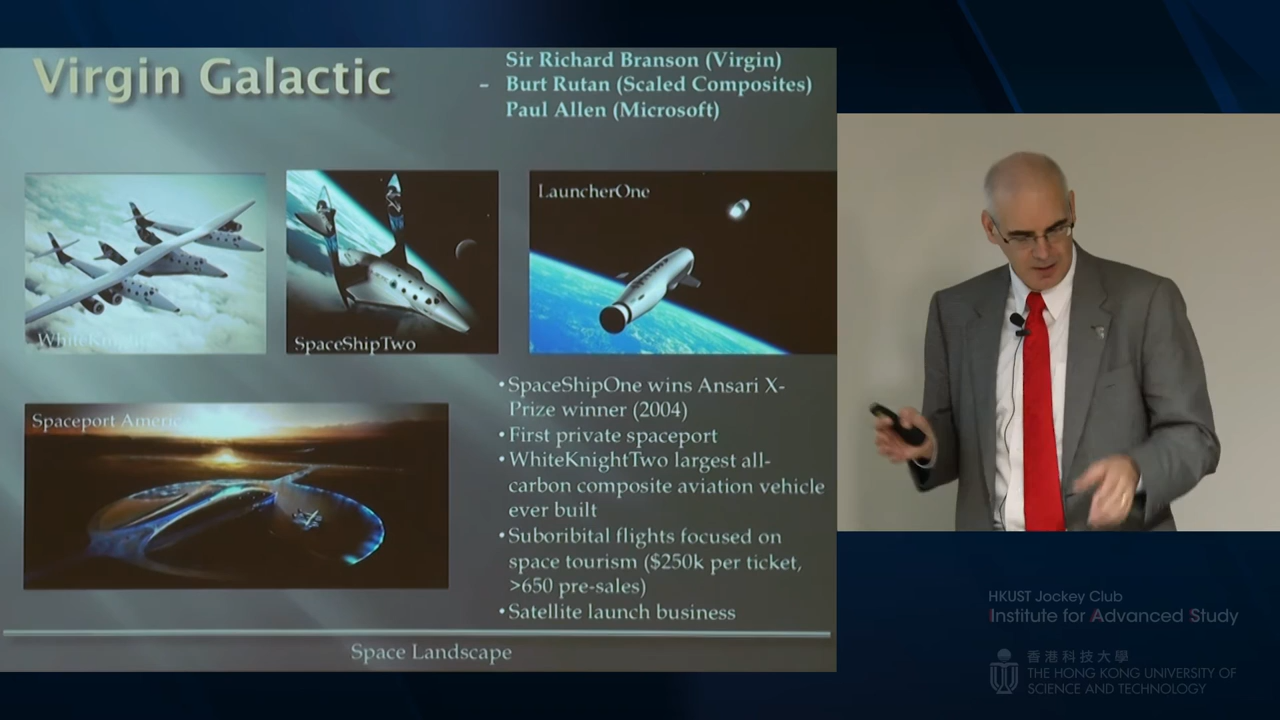 Virgin Galactic
Sir Richard Branson (Virgin)
– Burt Rutan (Scaled Composites)
Paul Allen (Microsoft)
SpaceShipTwo
LauncherOne
•SpaceShipOne wins Ansari X-
Prize winner (2004)
•First private spaceport
•WhiteKnightTwo largest all-
carbon composite aviation vehicle
ever built
•Suboribital flights focused on
space tourism ($250k per ticket,
>650 pre-sales)
•Satellite launch business
Spaceport Americ
Space Landscape
HKUST Jockey Club
Institute for Advanced Study
香港科技大學
THE HONG KONG UNIVERSITY OF
SCIENCE AND TECHNOLOGY